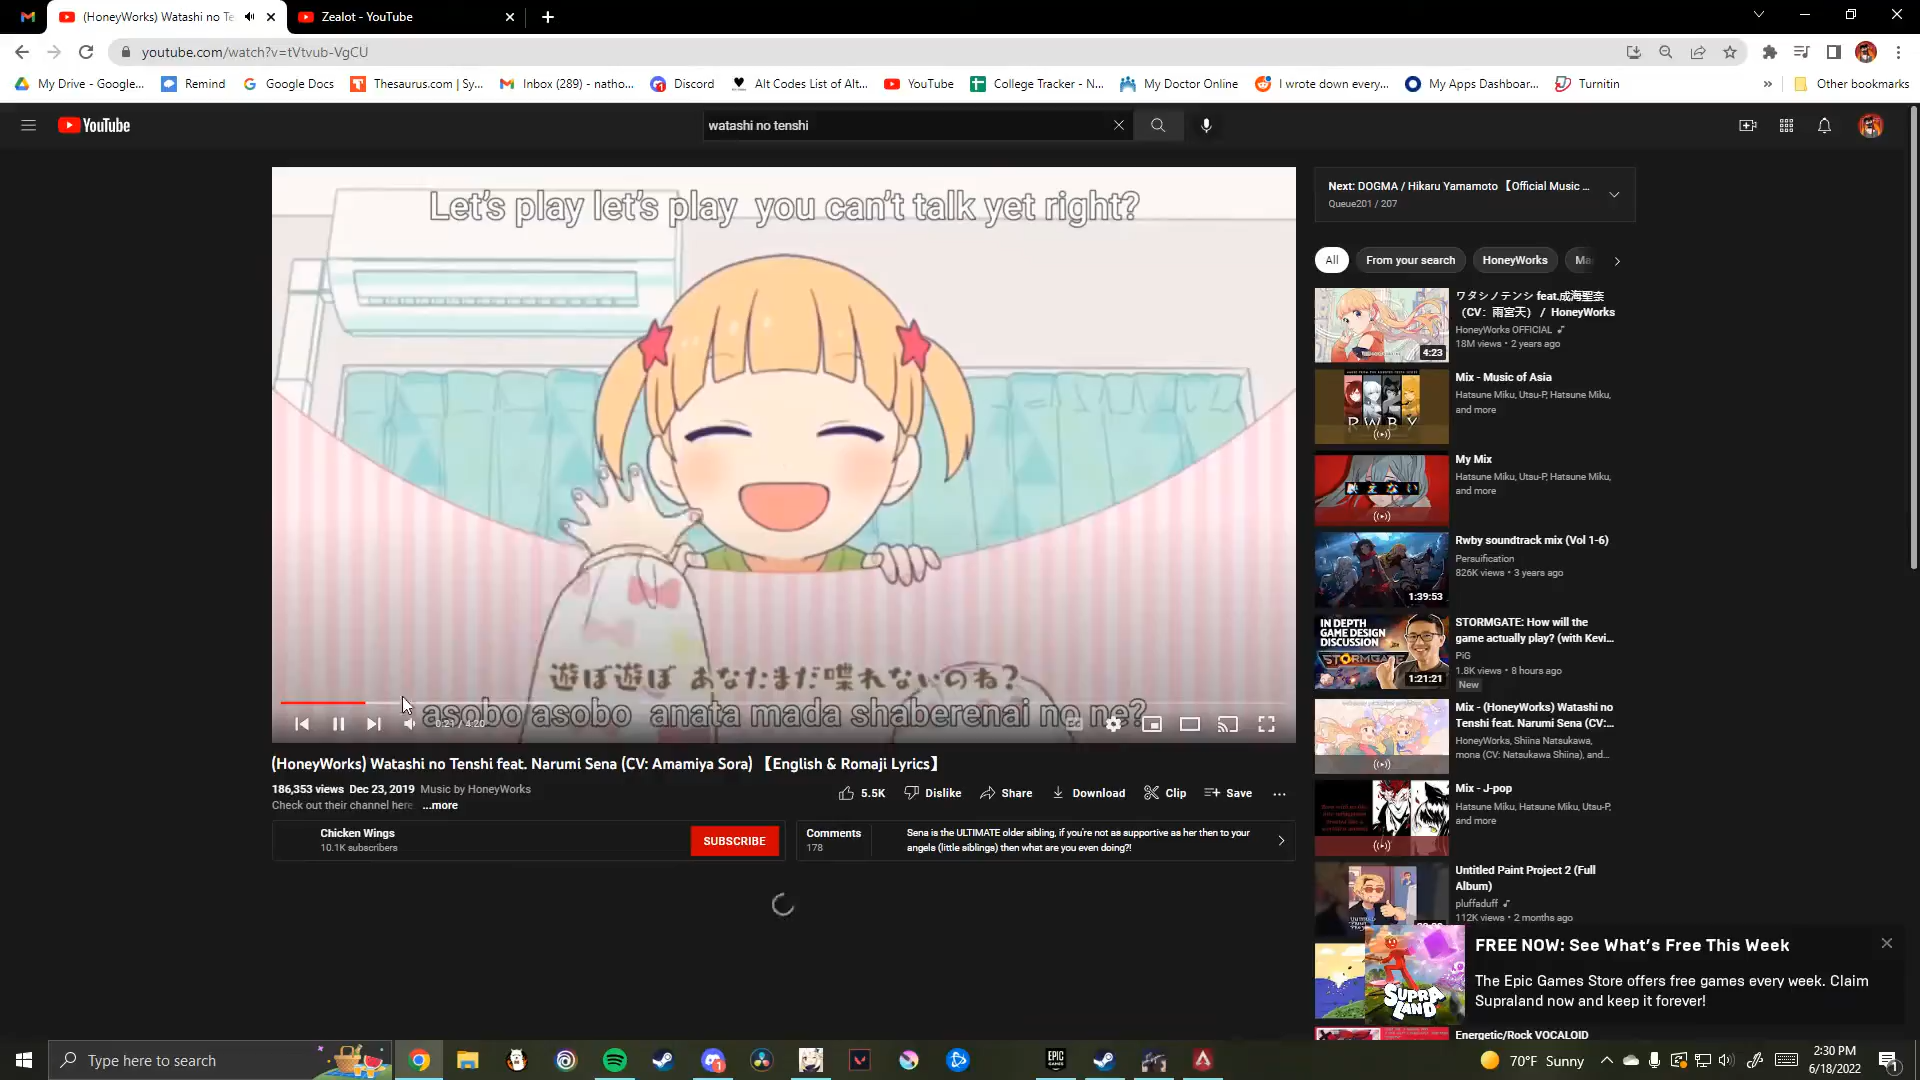 (HoneyWorks) Watashi no Te
Zealot - YouTube
youtube.com/watch?v=tVtvub-VgCU
My Drive - Google...
Remind
Google Docs
Thesaurus.com | Sy...
Inbox (289) - natho...
Discord
Alt Codes List of Alt...
YouTube
College Tracker - N...
My Doctor Online
I wrote down every...
My Apps Dashboar...
Turnitin
»
Other bookmarks
YouTube
watashi no tenshi
Let's play let's play you can't talk yet right?
遊ぼ遊ぼ あなたまだ喋れないのね?
asobo asobo anata mada shaberenai no ne?
0:21 / 4:20
(HoneyWorks) Watashi no Tenshi feat. Narumi Sena (CV: Amamiya Sora) 【English & Romaji Lyrics】
186,353 views Dec 23, 2019 Music by HoneyWorks
Check out their channel here ...more
5.5K
Dislike
Share
Download
Clip
Save
Chicken Wings
10.1K subscribers
SUBSCRIBE
Comments
178
Sena is the ULTIMATE older sibling, if you're not as supportive as her then to your
angels (little siblings) then what are you even doing?!
Next: DOGMA / Hikaru Yamamoto【Official Music ...
Queue201 / 207
All
From your search
HoneyWorks
Ma
ワタシノテンシ feat.成海聖奈
(CV: 雨宮天) / HoneyWorks
HoneyWorks OFFICIAL
18M views • 2 years ago
4:23
Mix - Music of Asia
Hatsune Miku, Utsu-P, Hatsune Miku,
and more
RWBY
My Mix
Hatsune Miku, Utsu-P, Hatsune Miku,
and more
Rwby soundtrack mix (Vol 1-6)
Persuification
826K views • 3 years ago
1:39:53
STORMGATE: How will the
game actually play? (with Kevi...
PiG
1.8K views • 8 hours ago
New
IN DEPTH
GAME DESIGN
DISCUSSION
STORMGATE
1:21:21
Mix - (HoneyWorks) Watashi no
Tenshi feat. Narumi Sena (CV:...
HoneyWorks, Shiina Natsukawa,
mona (CV: Natsukawa Shiina), and...
Mix - J-pop
Hatsune Miku, Hatsune Miku, Utsu-P,
and more
Untitled Paint Project 2 (Full
Album)
pluffaduff
112K views • 2 months ago
FREE NOW: See What's Free This Week
The Epic Games Store offers free games every week. Claim
Supraland now and keep it forever!
SUPRA
LAND
Energetic/Rock VOCALOID
Type here to search
EPIC
GAMES
70°F Sunny
2:30 PM
6/18/2022